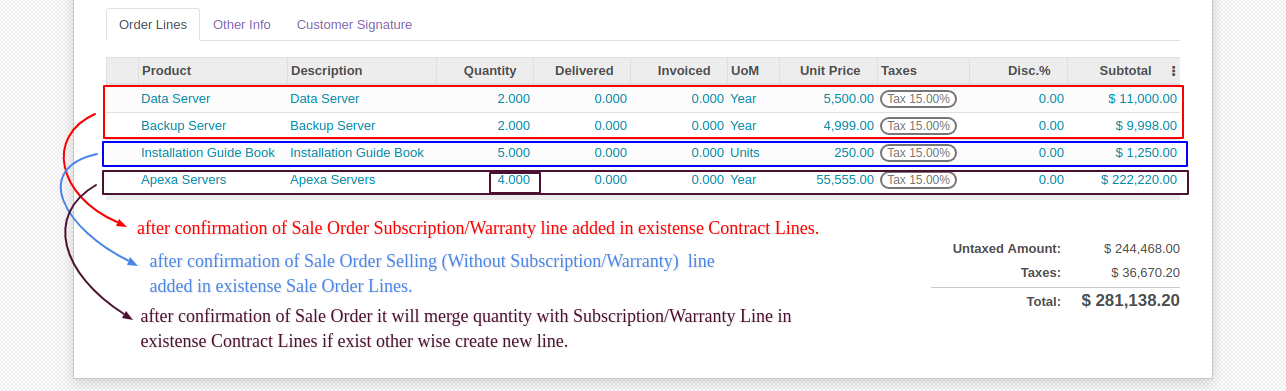 Order Lines Other Info Customer Signature
Product Description Quantity Delivered Invoiced UoM Unit Price Taxes Disc.% Subtotal
Data Server Data Server 2.000 0.000 0.000 Year 5,500.00 Tax 15.00% 0.00 $ 11,000.00
Backup Server Backup Server 2.000 0.000 0.000 Year 4,999.00 Tax 15.00% 0.00 $ 9,998.00
Installation Guide Book Installation Guide Book 5.000 0.000 0.000 Units 250.00 Tax 15.00% 0.00 $ 1,250.00
Apexa Servers Apexa Servers 4.000 0.000 0.000 Year 55,555.00 Tax 15.00% 0.00 $ 222,220.00
after confirmation of Sale Order Subscription/Warranty line added in existense Contract Lines.
after confirmation of Sale Order Selling (Without Subscription/Warranty) line
added in existense Sale Order Lines.
after confirmation of Sale Order it will merge quantity with Subscription/Warranty Line in
existense Contract Lines if exist other wise create new line.
Untaxed Amount: $ 244,468.00
Taxes: $ 36,670.20
Total: $ 281,138.20